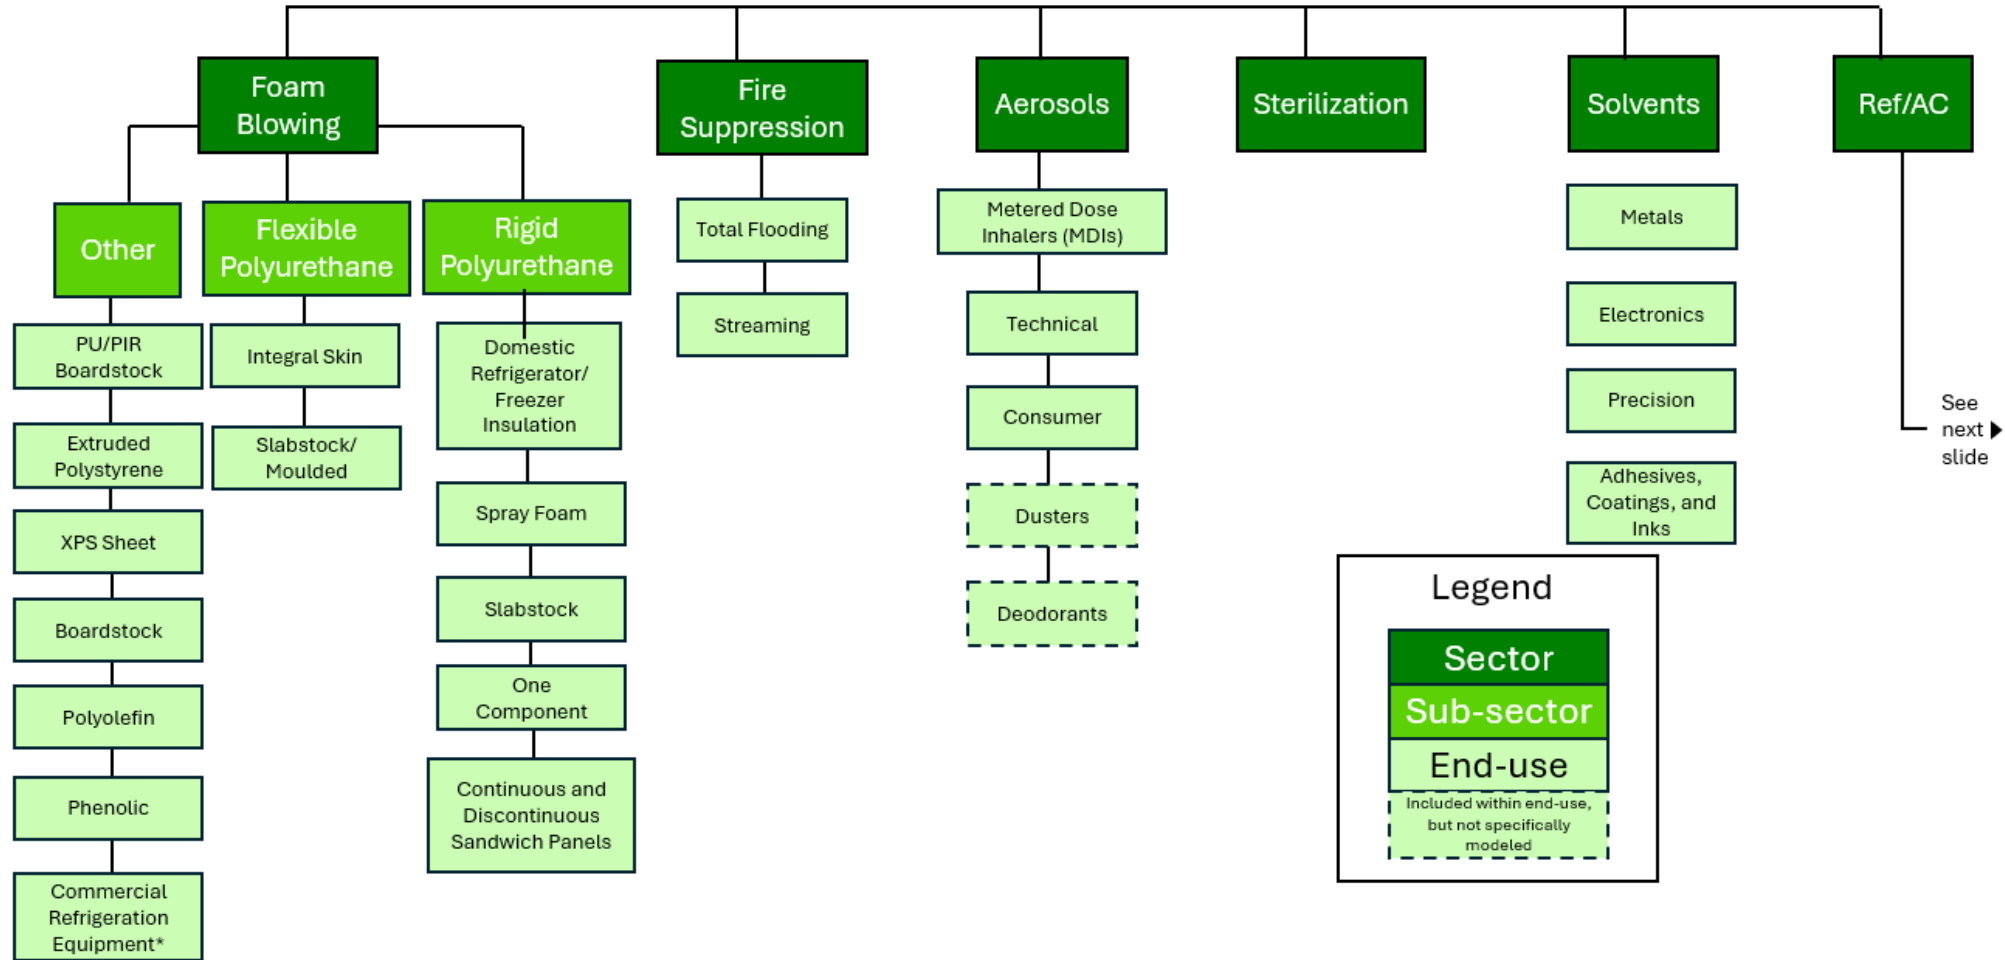 Foam
Blowing
Fire
Suppression
Aerosols
Sterilization
Solvents
Ref/AC
Other
Flexible
Polyurethane
Rigid
Polyurethane
PU/PIR
Boardstock
Extruded
Polystyrene
XPS Sheet
Boardstock
Polyolefin
Phenolic
Commercial
Refrigeration
Equipment*
Integral Skin
Slabstock/
Moulded
Domestic
Refrigerator/
Freezer
Insulation
Spray Foam
Slabstock
One
Component
Continuous and
Discontinuous
Sandwich Panels
Total Flooding
Streaming
Metered Dose
Inhalers (MDIs)
Technical
Consumer
Dusters
Deodorants
Metals
Electronics
Precision
Adhesives,
Coatings, and
Inks
See
next
slide
Legend
Sector
Sub-sector
End-use
Included within end-use,
but not specifically
modeled